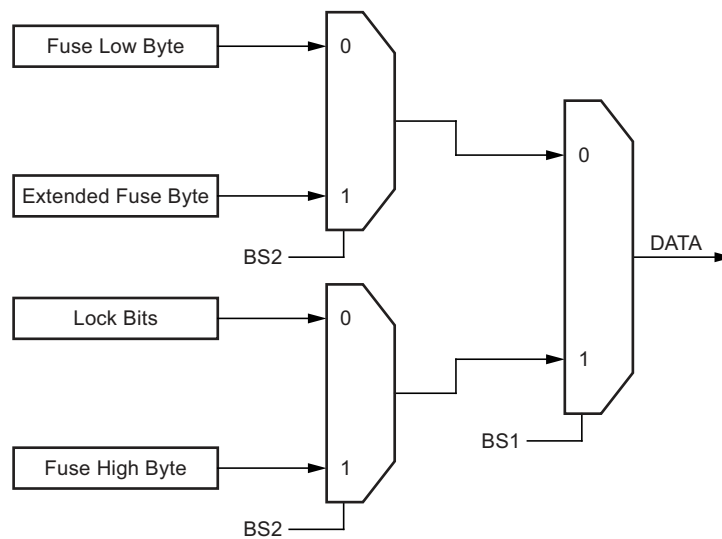 Fuse Low Byte
0
Extended Fuse Byte
1
BS2
0
DATA
Lock Bits
0
1
BS1
Fuse High Byte
1
BS2